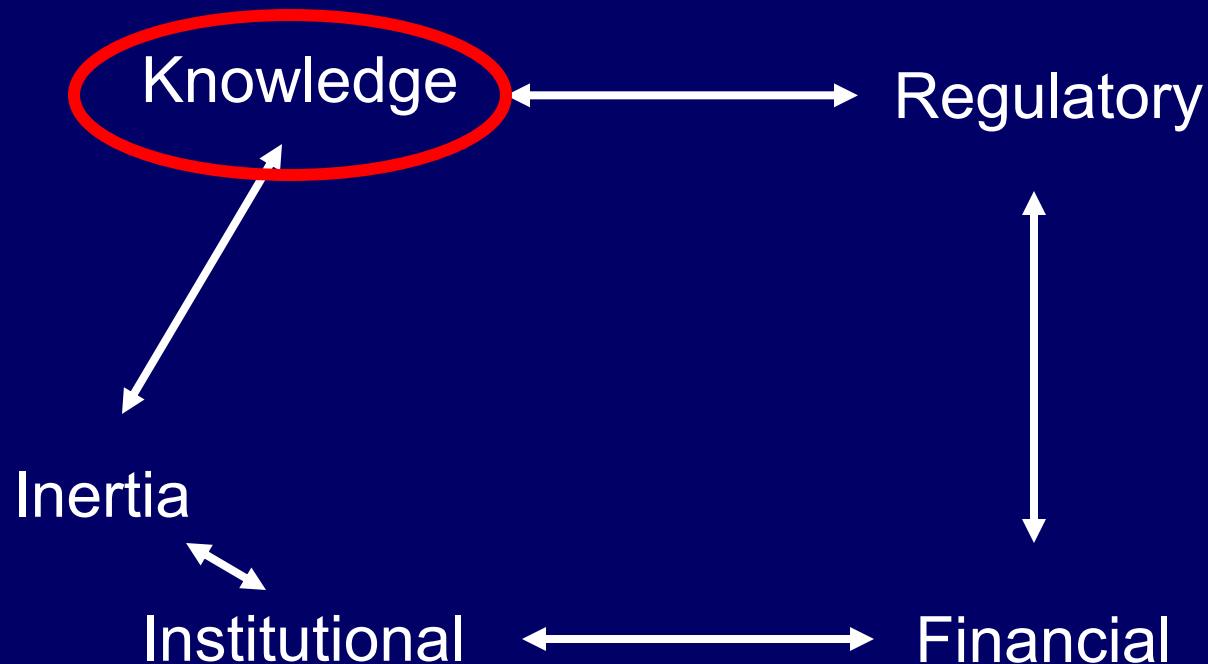 Knowledge
Regulatory
Inertia
Institutional
Financial